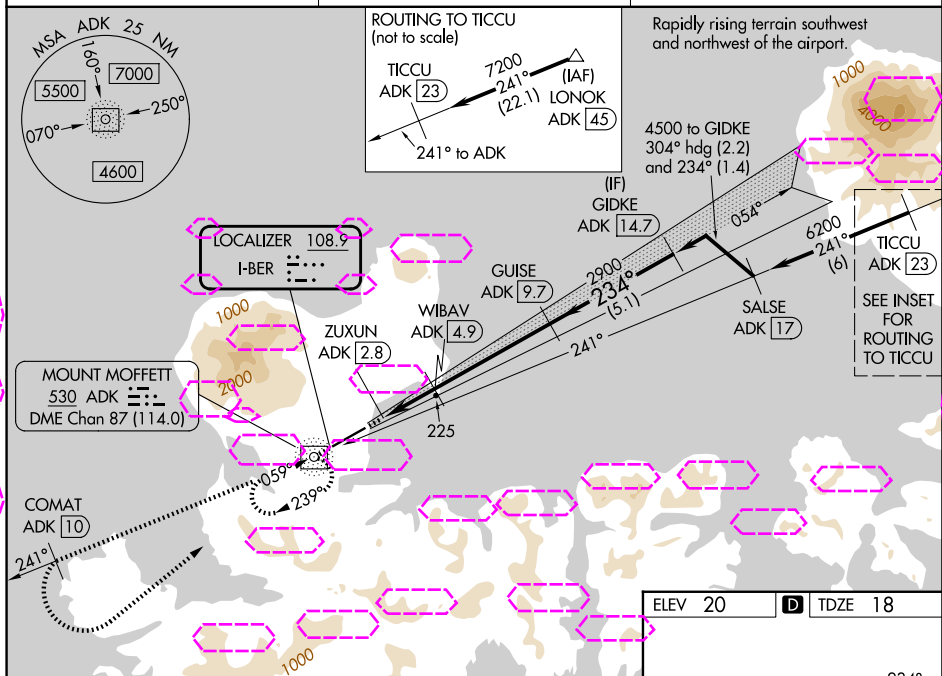 MSA ADK 25 NM
160°
7000
5500
250°
070°
4600
ROUTING TO TICCU
(not to scale)
TICCU
ADK 23
7200
241°
(22.1)
(IAF)
LONOK
ADK 45
241° to ADK
Rapidly rising terrain southwest
and northwest of the airport.
1000
4000
4500 to GIDKE
304° hdg (2.2)
and 234° (1.4)
(IF)
GIDKE
ADK 14.7
054°
6200
241°
(6)
TICCU
ADK 23
SEE INSET
FOR
ROUTING
TO TICCU
LOCALIZER 108.9
I-BER
2900
234°
(5.1)
GUISE
ADK 9.7
SALSE
ADK 17
241°
WIBAV
ADK 4.9
ZUXUN
ADK 2.8
1000
2000
MOUNT MOFFETT
530 ADK
DME Chan 87 (114.0)
225
059°
239°
COMAT
ADK 10
241°
1000
ELEV 20 D TDZE 18